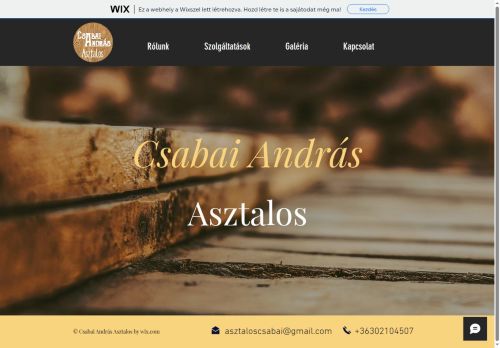 WIX Ez a webhely a Wixszel lett létrehozva. Hozd létre te is a sajátodat még ma! Kezdés
Csabai
András
Asztalos
Rólunk Szolgáltatások Galéria Kapcsolat
Csabai András
Asztalos
© Csabai András Asztalos by wix.com
asztaloscsabai@gmail.com +36302104507